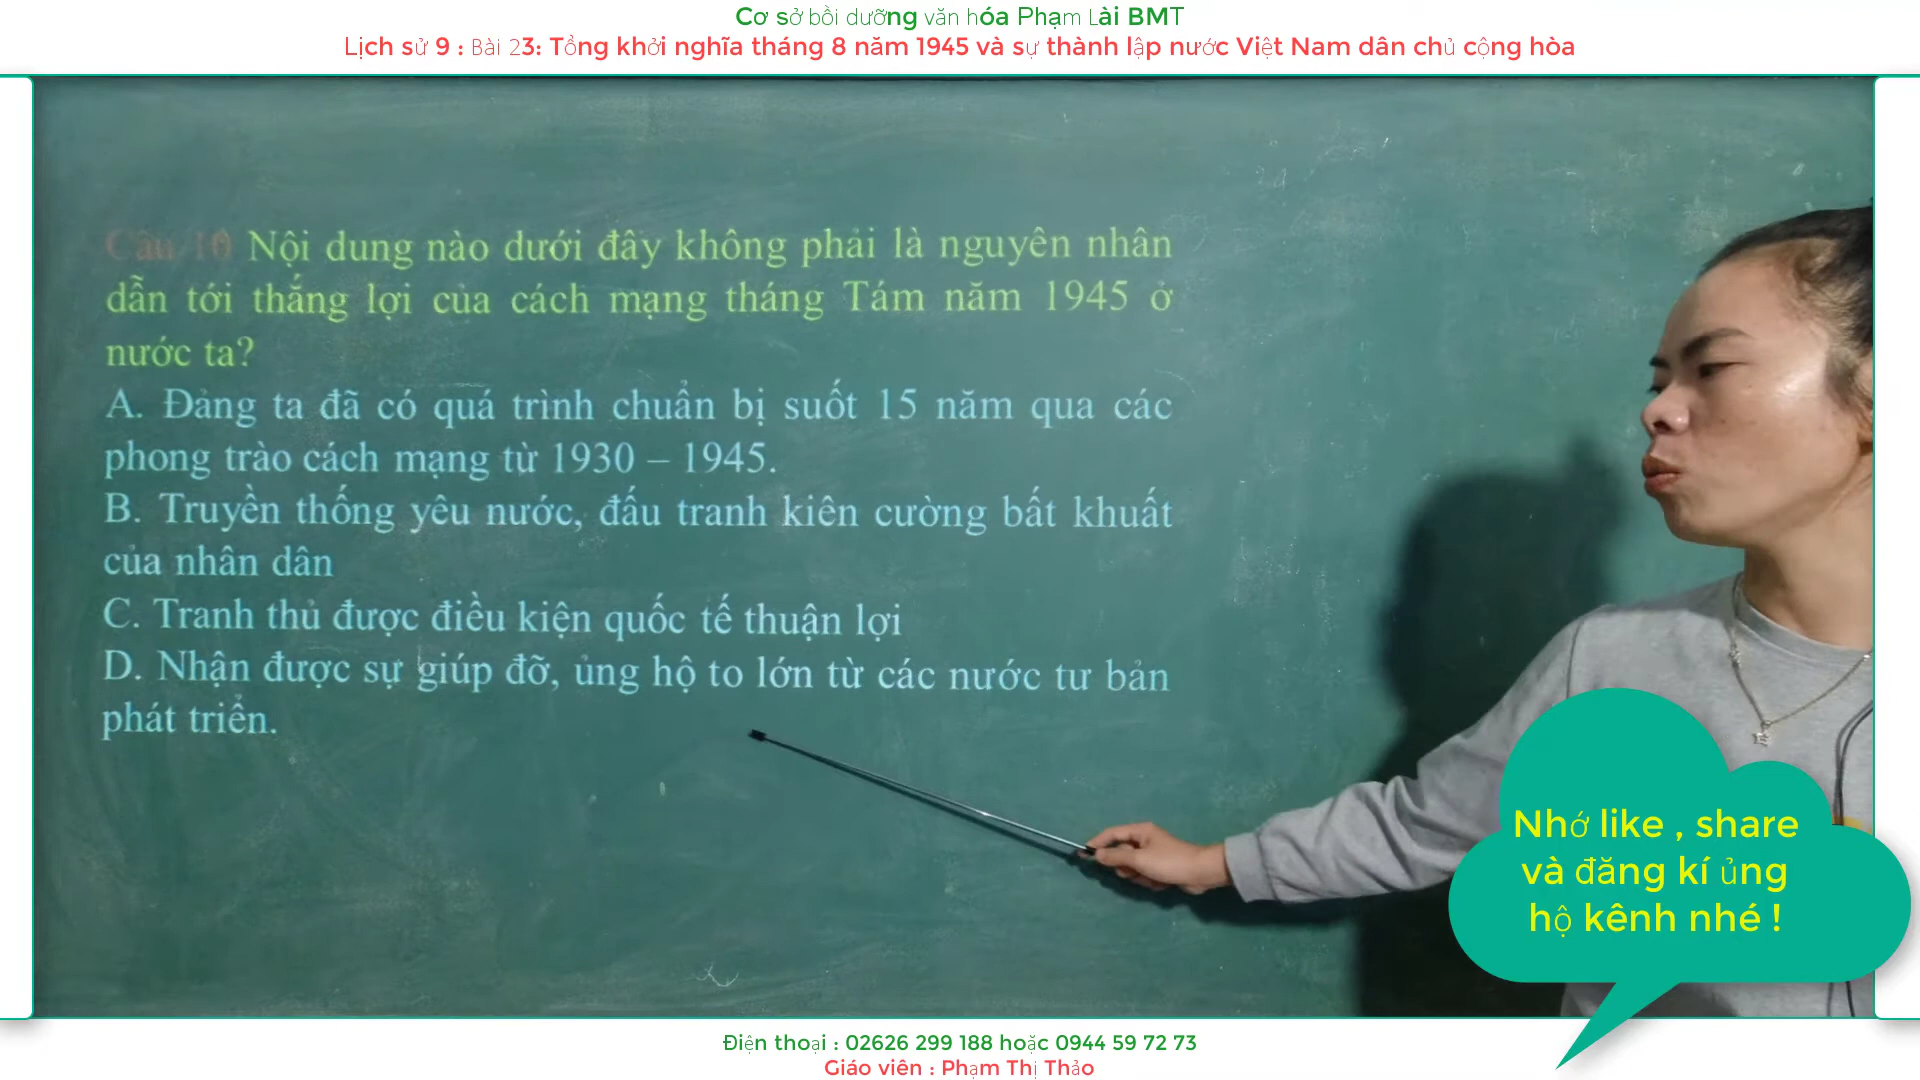 Cơ sở bồi dưỡng văn hóa Phạm Lài BMT
Lịch sử 9 : Bài 23: Tổng khởi nghĩa tháng 8 năm 1945 và sự thành lập nước Việt Nam dân chủ cộng hòa
Câu 10 Nội dung nào dưới đây không phải là nguyên nhân
dẫn tới thắng lợi của cách mạng tháng Tám năm 1945 ở
nước ta?
A. Đảng ta đã có quá trình chuẩn bị suốt 15 năm qua các
phong trào cách mạng từ 1930 – 1945.
B. Truyền thống yêu nước, đấu tranh kiên cường bất khuất
của nhân dân
C. Tranh thủ được điều kiện quốc tế thuận lợi
D. Nhận được sự giúp đỡ, ủng hộ to lớn từ các nước tư bản
phát triển.
Nhớ like , share
và đăng kí ủng
hộ kênh nhé !
Điện thoại : 02626 299 188 hoặc 0944 59 72 73
Giáo viên : Phạm Thị Thảo